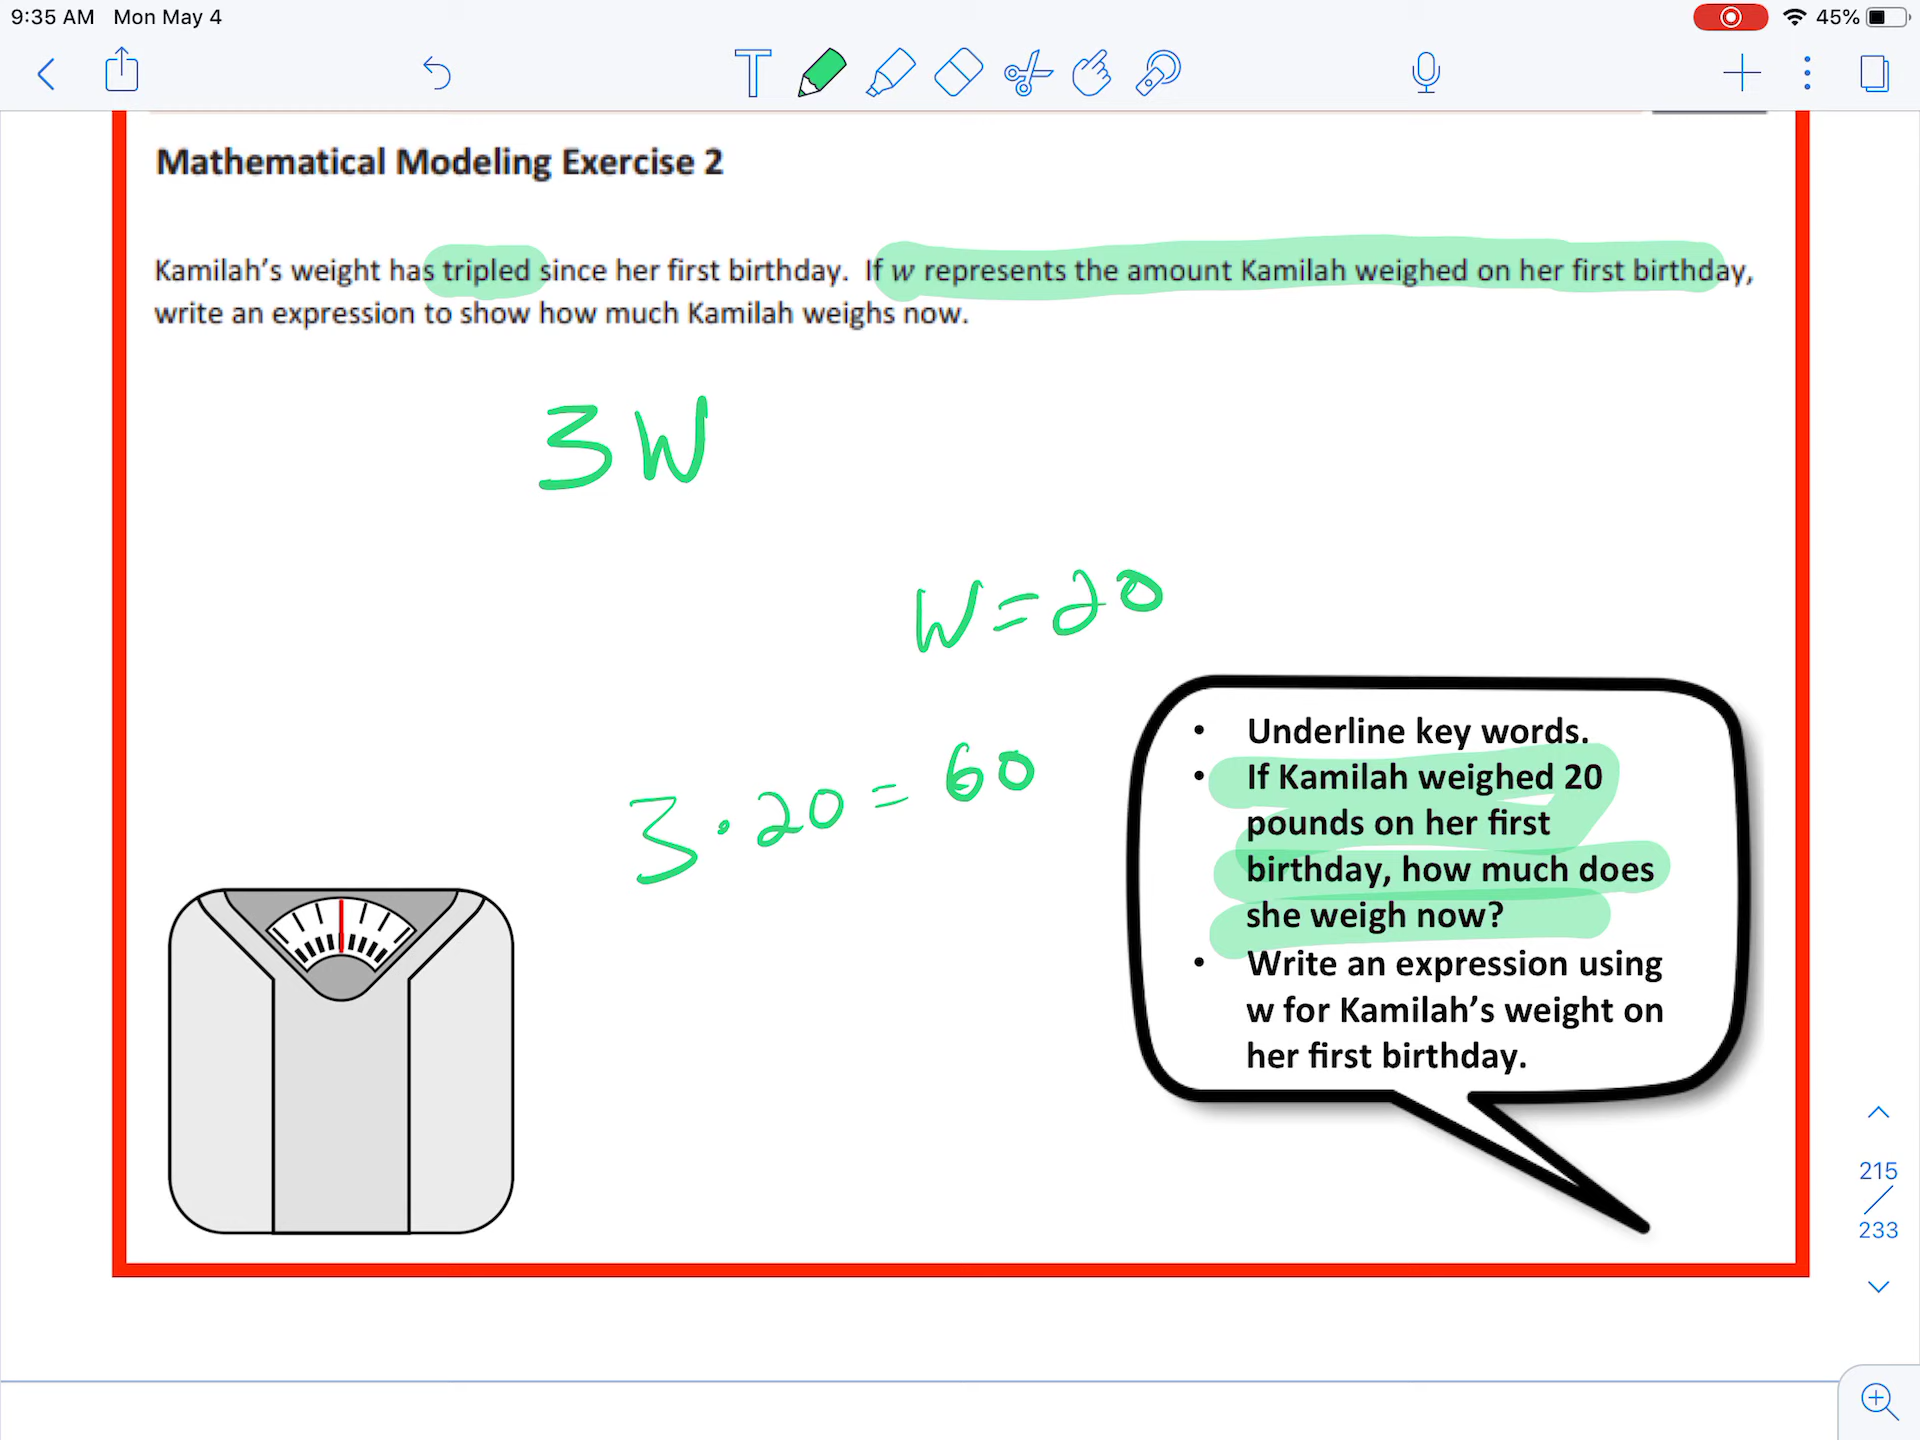 9:35 AM Mon May 4
45%
T
Mathematical Modeling Exercise 2
Kamilah’s weight has tripled since her first birthday. If w represents the amount Kamilah weighed on her first birthday,
write an expression to show how much Kamilah weighs now.
3W
W=20
3·20=60
• Underline key words.
• If Kamilah weighed 20
pounds on her first
birthday, how much does
she weigh now?
• Write an expression using
w for Kamilah’s weight on
her first birthday.
215
/
233